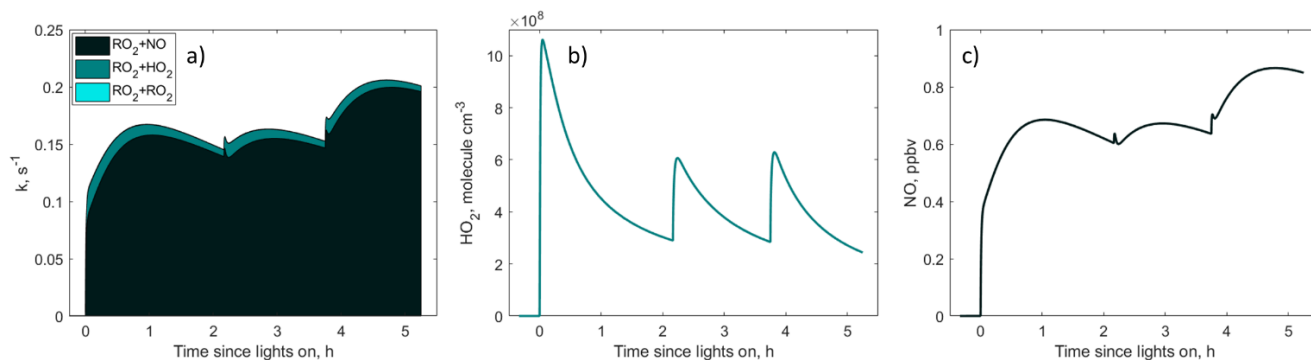 a)
RO2+NO
RO2+HO2
RO2+RO2
k, s-1
0.25
0.2
0.15
0.1
0.05
0
0 1 2 3 4 5
Time since lights on, h
b)
×10^8
HO2, molecule cm-3
12
10
8
6
4
2
0
0 1 2 3 4 5
Time since lights on, h
c)
NO, ppbv
1
0.8
0.6
0.4
0.2
0
0 1 2 3 4 5
Time since lights on, h